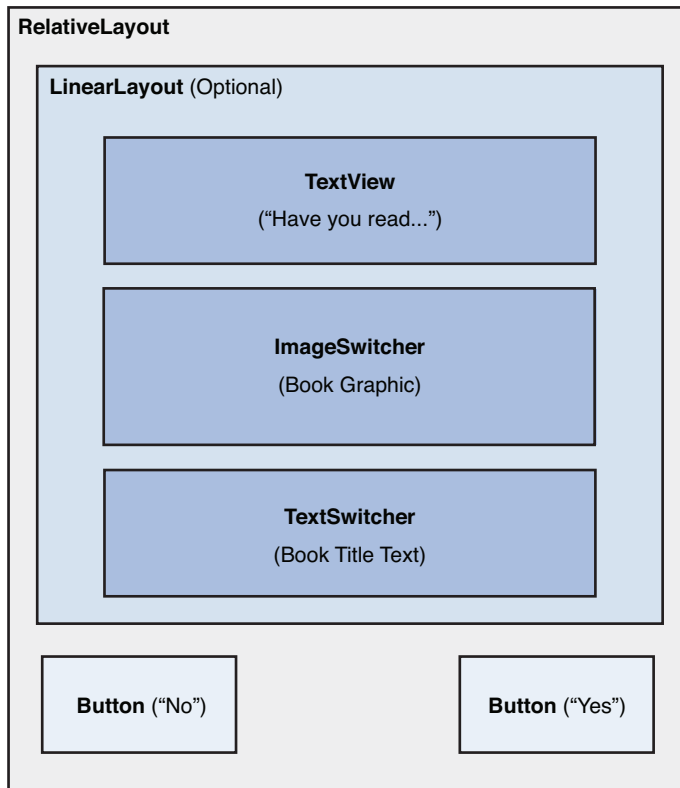 RelativeLayout
LinearLayout (Optional)
TextView
(“Have you read...”)
ImageSwitcher
(Book Graphic)
TextSwitcher
(Book Title Text)
Button (“No”)
Button (“Yes”)